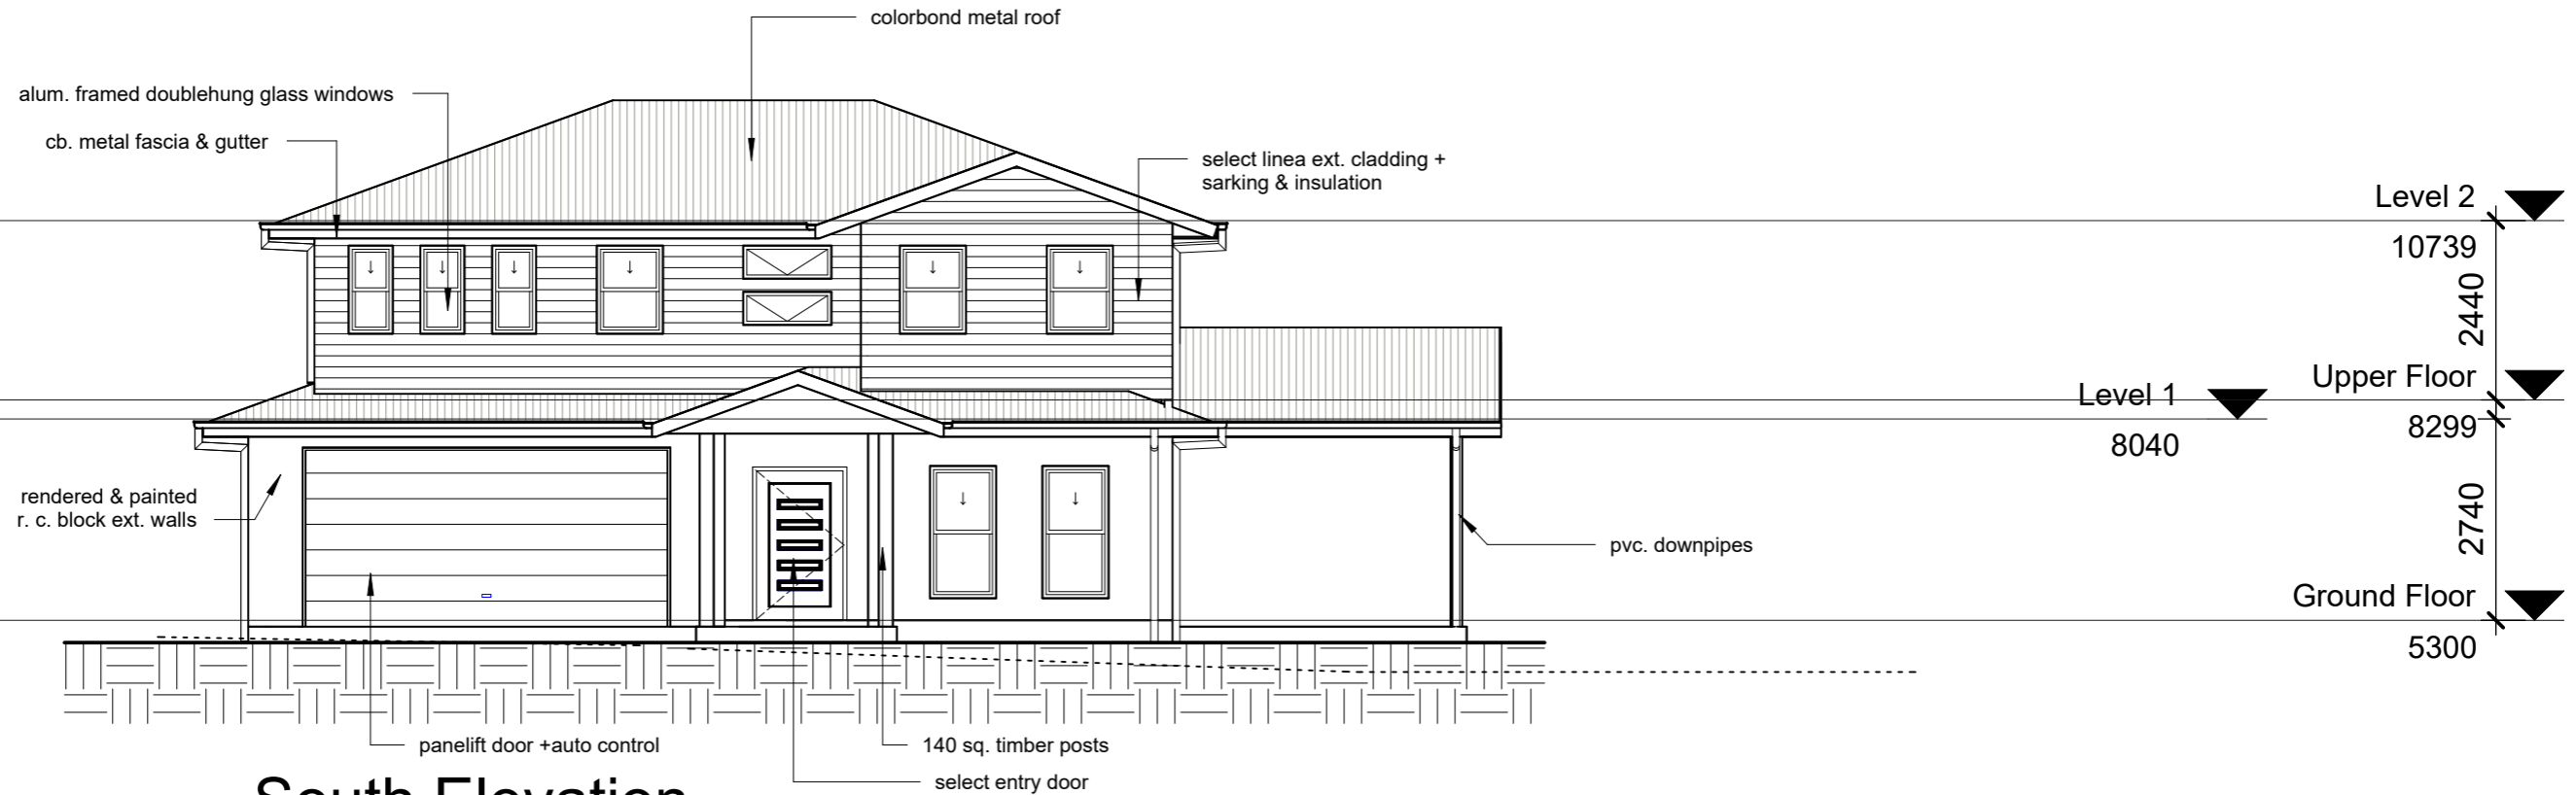 colorbond metal roof
alum. framed doublehung glass windows
cb. metal fascia & gutter
select linea ext. cladding +
sarking & insulation
Level 2
10739
2440
Upper Floor
8299
Level 1
8040
rendered & painted
r. c. block ext. walls
2740
pvc. downpipes
Ground Floor
5300
panelift door +auto control
140 sq. timber posts
select entry door
South Elevation